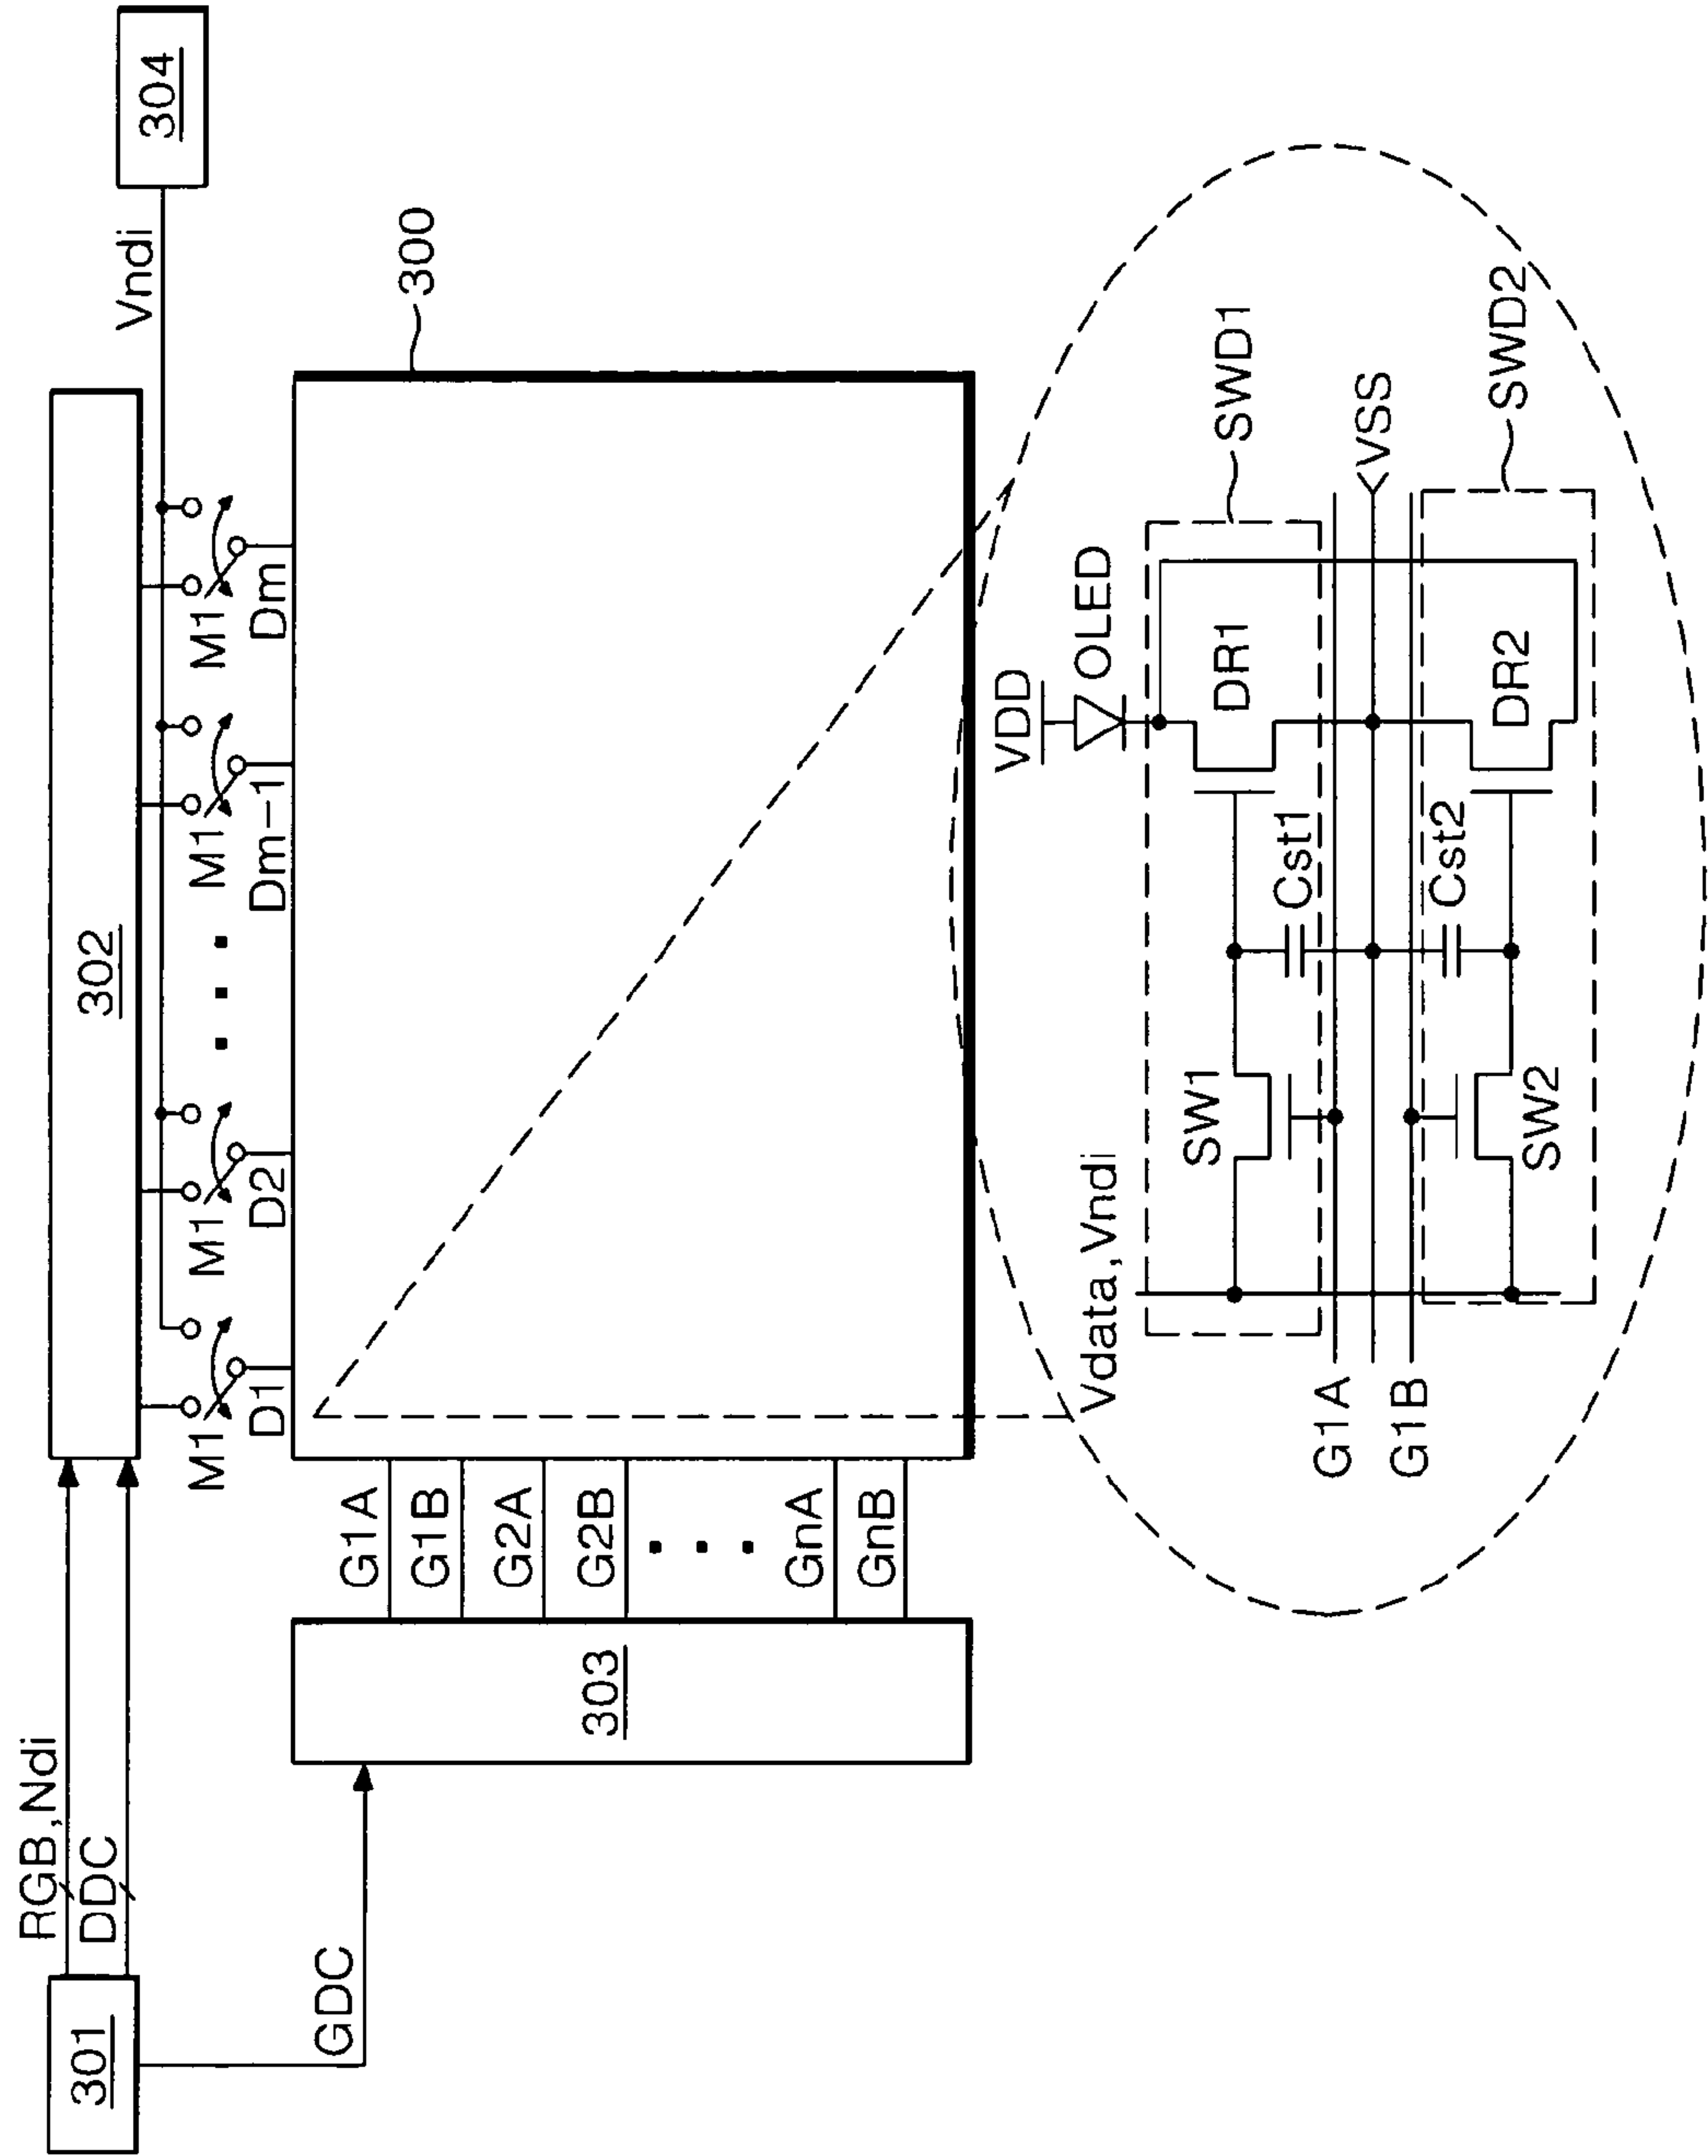 301
RGB,Ndi
DDC
GDC
302
304
Vndi
M1
M1
M1
M1
D1
D2
Dm-1
Dm
300
303
G1A
G1B
G2A
G2B
GnA
GnB
VDD
OLED
Vdata,Vndi
SWD1
SW1
DR1
Cst1
G1A
VSS
G1B
Cst2
SW2
DR2
SWD2